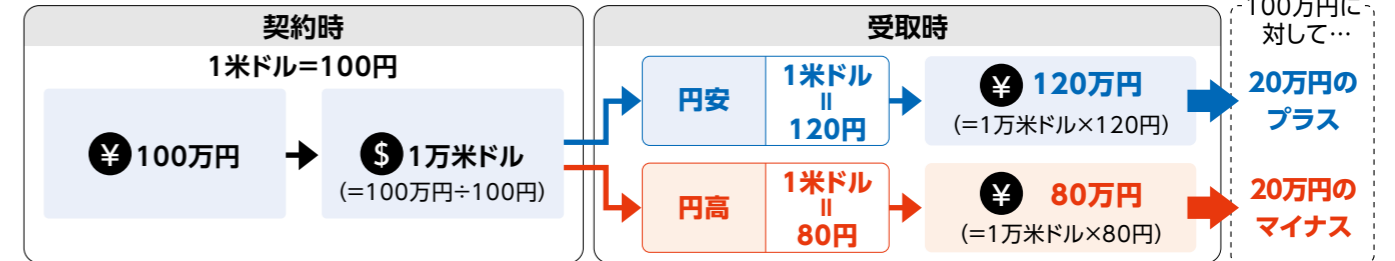 契約時
1米ドル=100円
¥ 100万円
$ 1万米ドル
(=100万円÷100円)
受取時
円安
1米ドル
=
120円
¥ 120万円
(=1万米ドル×120円)
円高
1米ドル
=
80円
¥ 80万円
(=1万米ドル×80円)
100万円に
対して…
20万円の
プラス
20万円の
マイナス